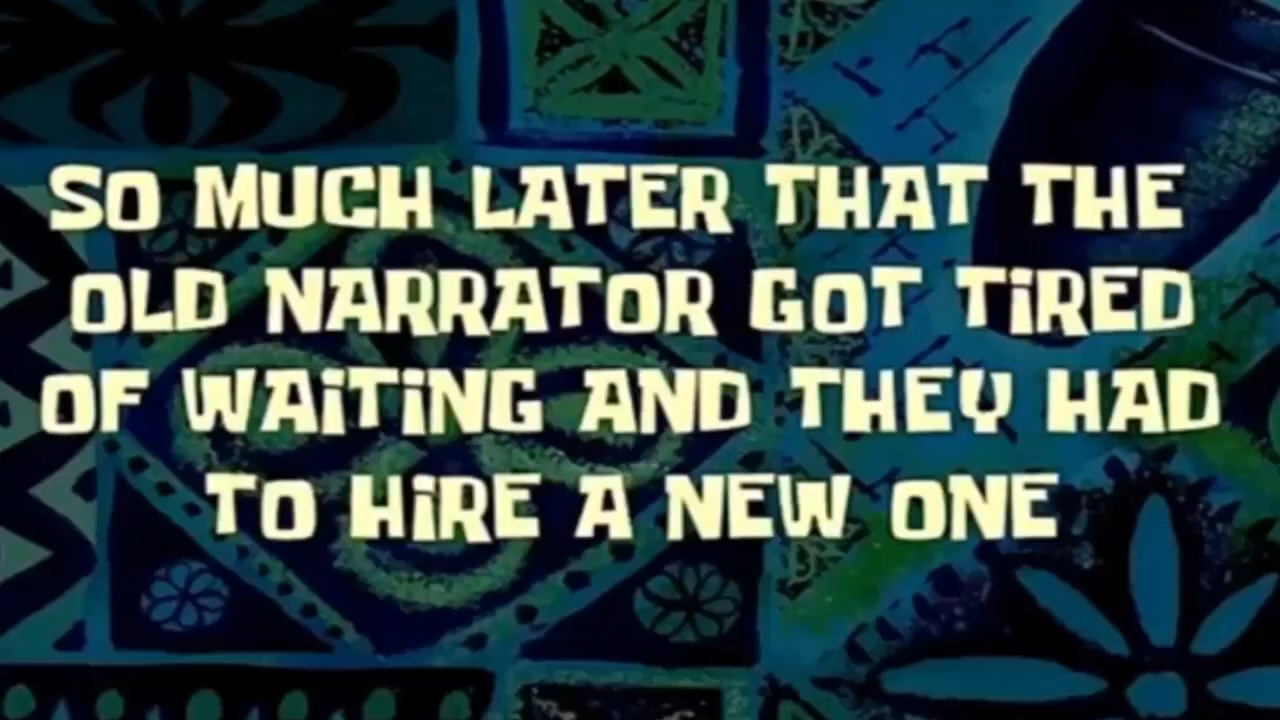 SO MUCH LATER THAT THE
OLD NARRATOR GOT TiRED
OF WAiTiNG AND THEY HAD
TO HiRE A NEW ONE